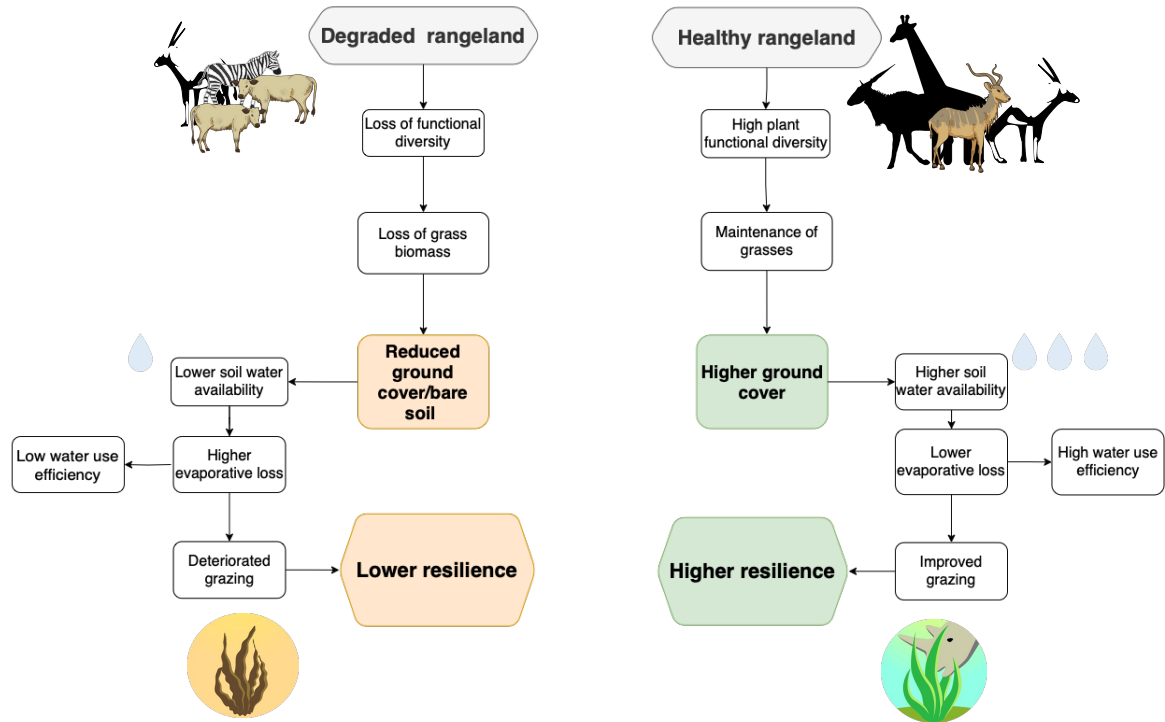 Degraded rangeland
Loss of functional
diversity
Loss of grass
biomass
Reduced
ground
cover/bare
soil
Lower soil water
availability
Higher
evaporative loss
Low water use
efficiency
Deteriorated
grazing
Lower resilience
Healthy rangeland
High plant
functional diversity
Maintenance of
grasses
Higher ground
cover
Higher soil
water availability
Lower
evaporative loss
High water use
efficiency
Improved
grazing
Higher resilience